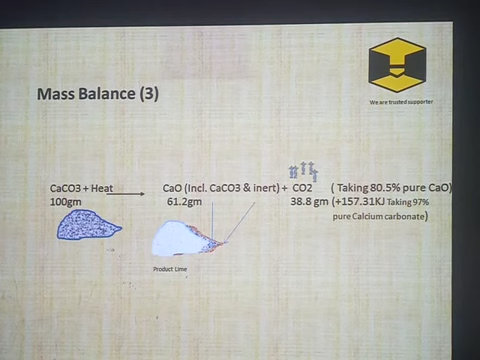 Mass Balance (3)
We are trusted supporter
CaCO3 + Heat CaO (Incl. CaCO3 & inert) + CO2 ( Taking 80.5% pure CaO)
100gm 61.2gm 38.8 gm (+157.31KJ Taking 97%
pure Calcium carbonate)
Product Lime